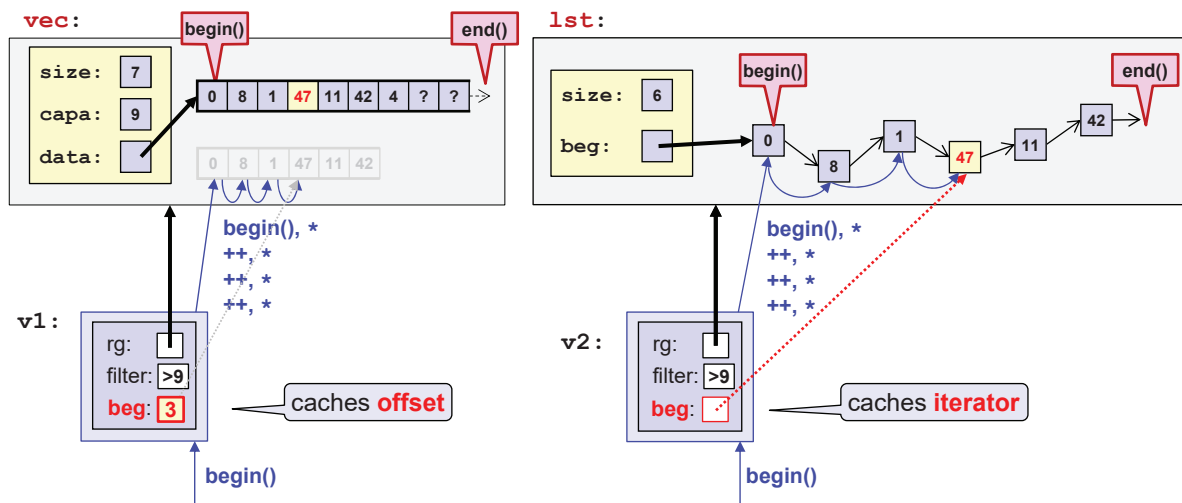 vec:
begin()
end()
size: 7
capa: 9
data:
0 8 1 47 11 42 4 ? ?
0 8 1 47 11 42
begin(), *
++, *
++, *
++, *
v1:
rg:
filter: >9
beg: 3
caches offset
begin()
lst:
begin()
end()
size: 6
beg:
0 8 1 47 11 42
begin(), *
++, *
++, *
++, *
v2:
rg:
filter: >9
beg:
caches iterator
begin()